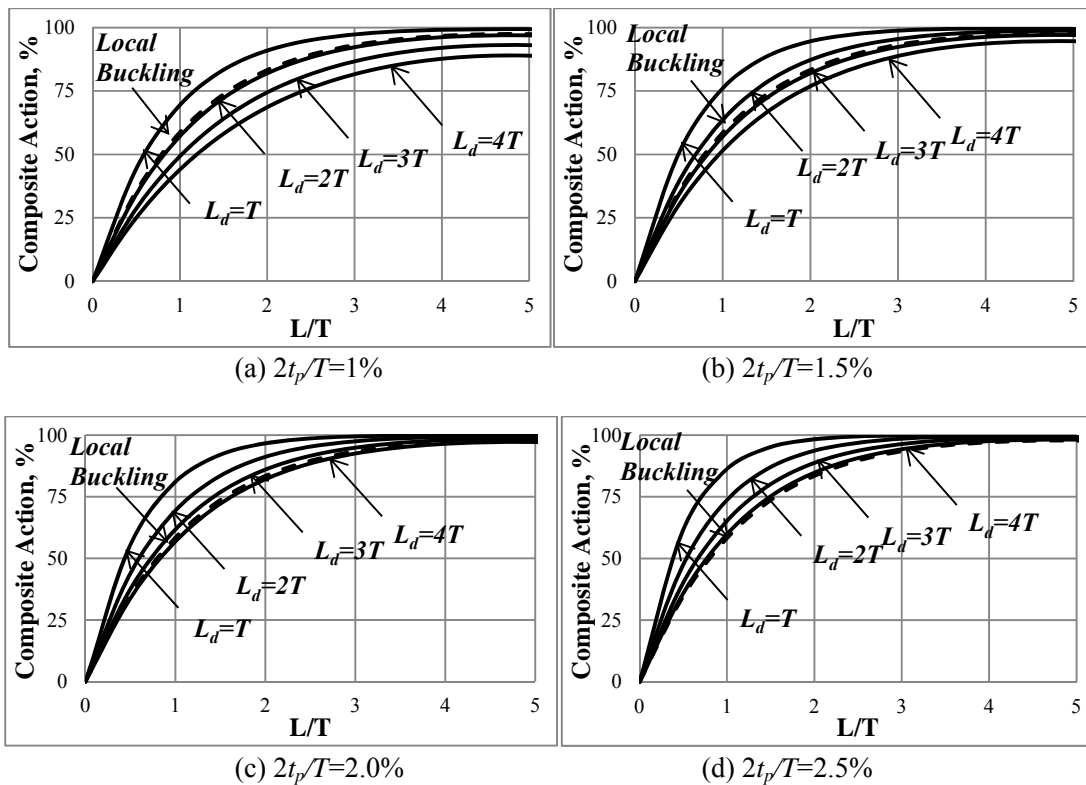 100
75
50
25
0
Composite Action, %
Local
Buckling
L_d=4T
L_d=3T
L_d=2T
L_d=T
0 1 2 3 4 5
L/T
(a) 2t_p/T=1%
100
75
50
25
0
Composite Action, %
Local
Buckling
L_d=4T
L_d=3T
L_d=2T
L_d=T
0 1 2 3 4 5
L/T
(b) 2t_p/T=1.5%
100
75
50
25
0
Composite Action, %
Local
Buckling
L_d=4T
L_d=3T
L_d=2T
L_d=T
0 1 2 3 4 5
L/T
(c) 2t_p/T=2.0%
100
75
50
25
0
Composite Action, %
Local
Buckling
L_d=4T
L_d=3T
L_d=2T
L_d=T
0 1 2 3 4 5
L/T
(d) 2t_p/T=2.5%